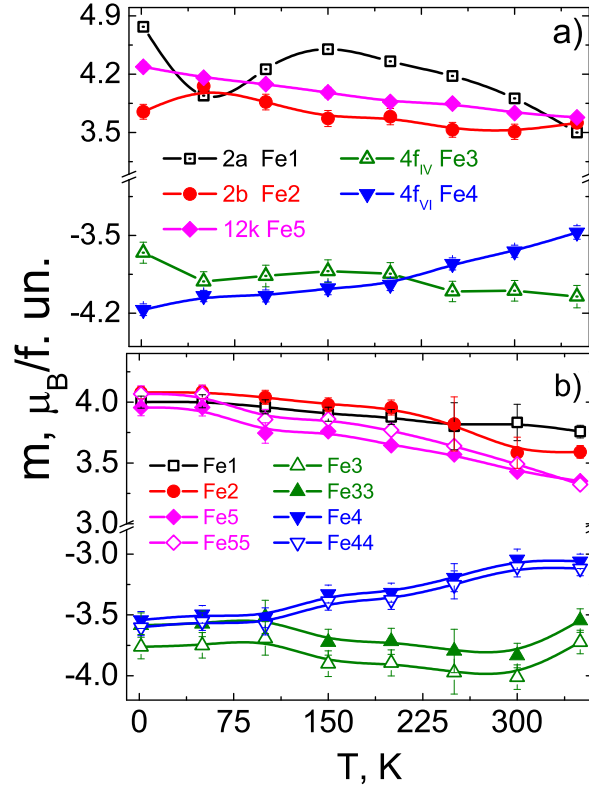 a)
4.9
4.2
3.5
-3.5
-4.2
2a Fe1
2b Fe2
12k Fe5
4f_IV Fe3
4f_VI Fe4
m, μ_B/f. un.
b)
4.0
3.5
3.0
-3.0
-3.5
-4.0
Fe1
Fe2
Fe5
Fe55
Fe3
Fe33
Fe4
Fe44
0 75 150 225 300
T, K